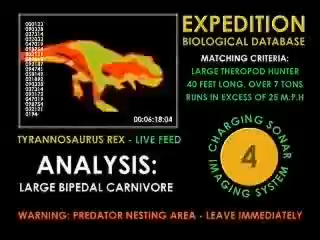 EXPEDITION
BIOLOGICAL DATABASE
MATCHING CRITERIA:
LARGE THEROPOD HUNTER
40 FEET LONG, OVER 7 TONS
RUNS IN EXCESS OF 25 M.P.H
00:06:18:04
TYRANNOSAURUS REX - LIVE FEED
ANALYSIS:
LARGE BIPEDAL CARNIVORE
CHARGING SONAR
4
IMAGING SYSTEM
WARNING: PREDATOR NESTING AREA - LEAVE IMMEDIATELY